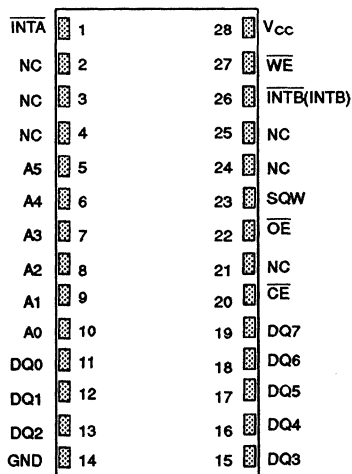 INTA 1 28 Vcc
NC 2 27 WE
NC 3 26 INTB(INTB)
NC 4 25 NC
A5 5 24 NC
A4 6 23 SQW
A3 7 22 OE
A2 8 21 NC
A1 9 20 CE
A0 10 19 DQ7
DQ0 11 18 DQ6
DQ1 12 17 DQ5
DQ2 13 16 DQ4
GND 14 15 DQ3